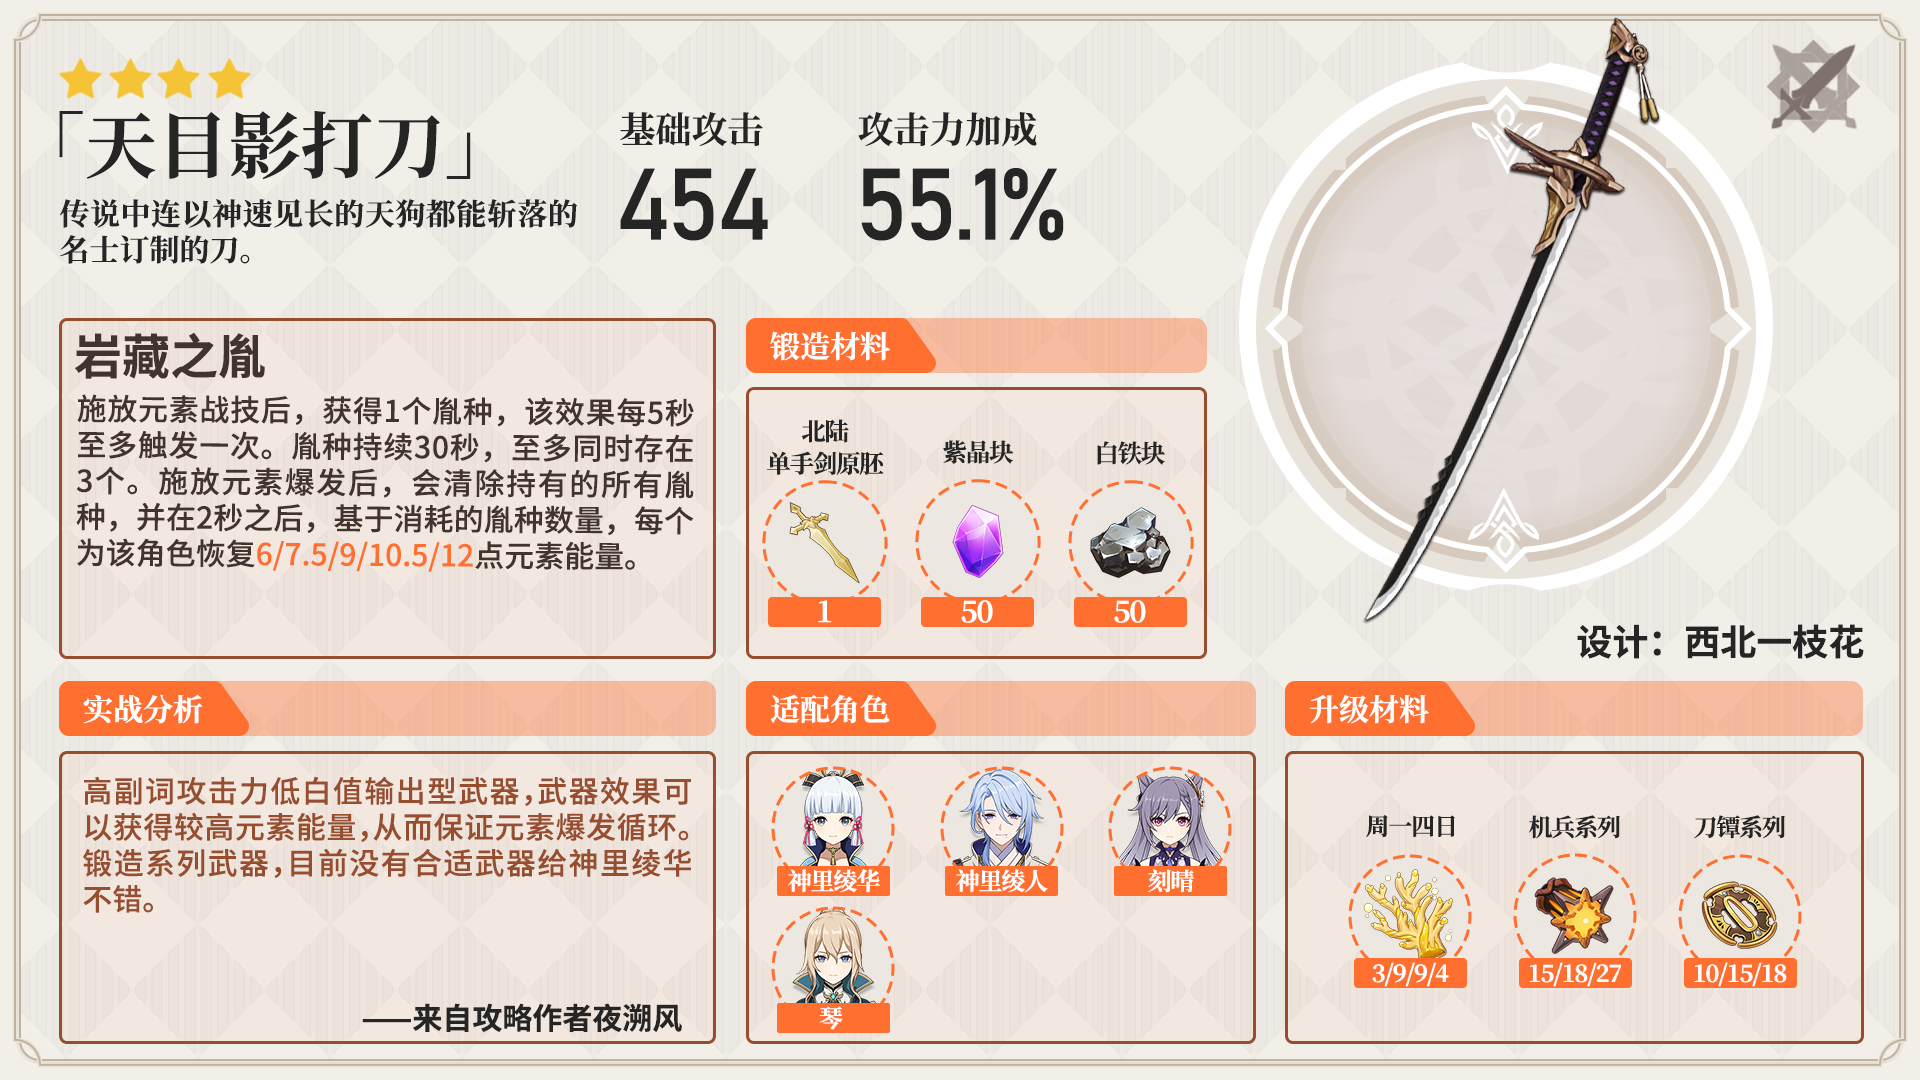 「天目影打刀」
传说中连以神速见长的天狗都能斩落的
名士订制的刀。
基础攻击
454
攻击力加成
55.1%
岩藏之胤
施放元素战技后，获得1个胤种，该效果每5秒
至多触发一次。胤种持续30秒，至多同时存在
3个。施放元素爆发后，会清除持有的所有胤
种，并在2秒之后，基于消耗的胤种数量，每个
为该角色恢复6/7.5/9/10.5/12点元素能量。
锻造材料
北陆
单手剑原胚
紫晶块
白铁块
1
50
50
设计：西北一枝花
实战分析
高副词攻击力低白值输出型武器，武器效果可
以获得较高元素能量，从而保证元素爆发循环。
锻造系列武器，目前没有合适武器给神里绫华
不错。
——来自攻略作者夜溯风
适配角色
神里绫华
神里绫人
刻晴
琴
升级材料
周一四日
机兵系列
刀镡系列
3/9/9/4
15/18/27
10/15/18